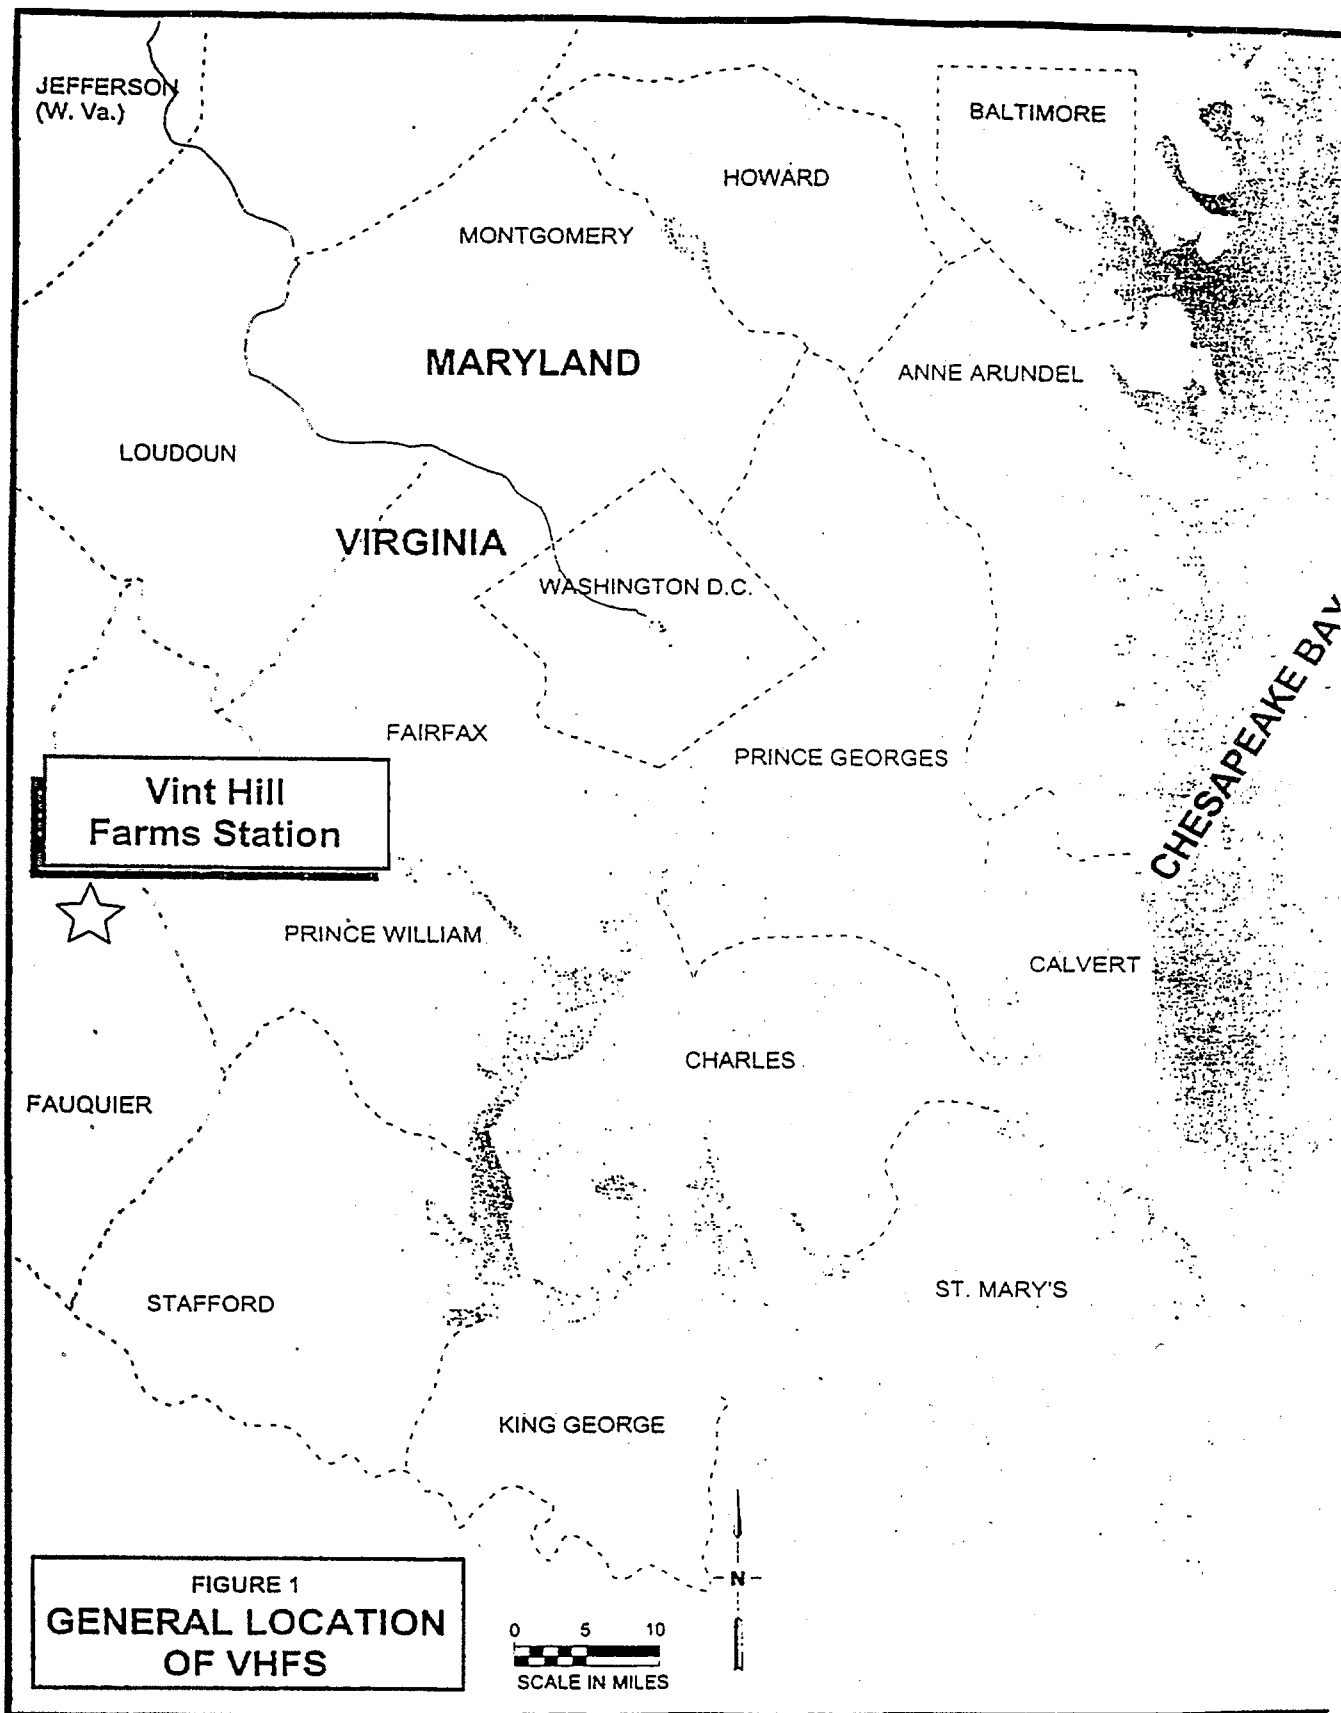 JEFFERSON
(W. Va.)
BALTIMORE
HOWARD
MONTGOMERY
MARYLAND
ANNE ARUNDEL
LOUDOUN
VIRGINIA
WASHINGTON D.C.
CHESAPEAKE BAY
FAIRFAX
PRINCE GEORGES
Vint Hill
Farms Station
PRINCE WILLIAM
CALVERT
CHARLES
FAUQUIER
ST. MARY'S
STAFFORD
KING GEORGE
N
FIGURE 1
GENERAL LOCATION
OF VHFS
0 5 10
SCALE IN MILES